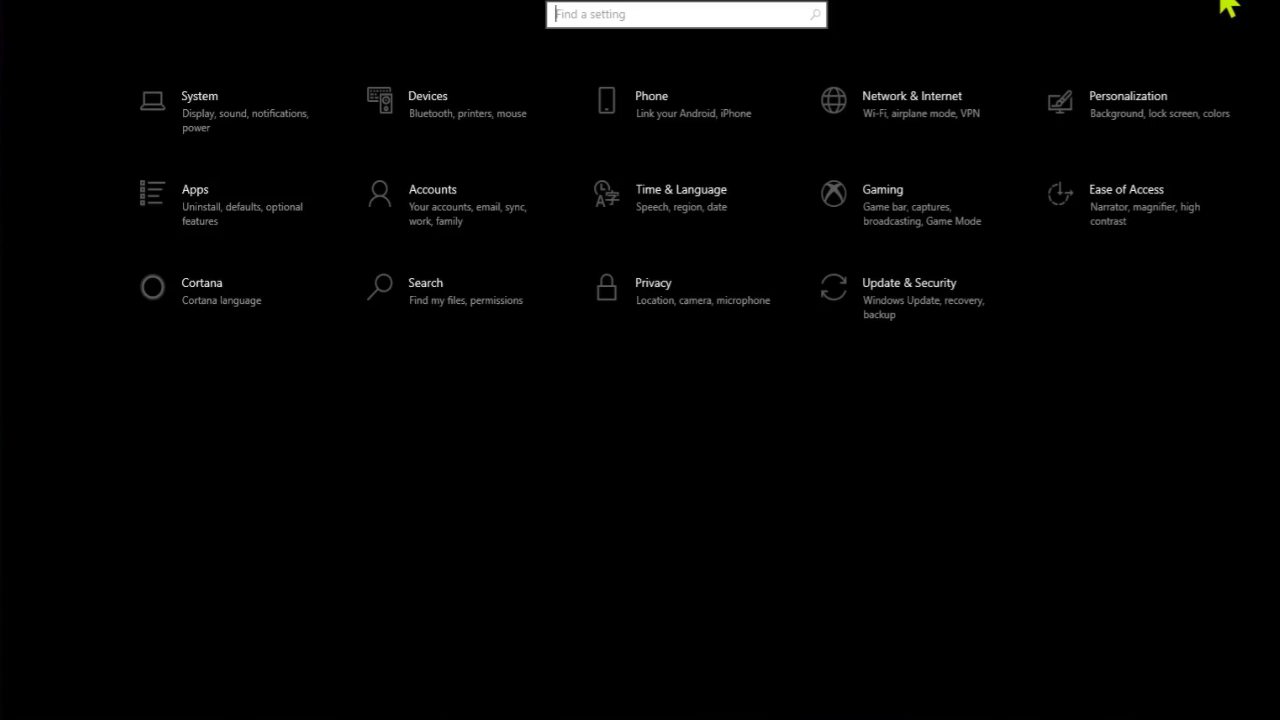 Find a setting
System
Display, sound, notifications,
power
Devices
Bluetooth, printers, mouse
Phone
Link your Android, iPhone
Network & Internet
Wi-Fi, airplane mode, VPN
Personalization
Background, lock screen, colors
Apps
Uninstall, defaults, optional
features
Accounts
Your accounts, email, sync,
work, family
Time & Language
Speech, region, date
Gaming
Game bar, captures,
broadcasting, Game Mode
Ease of Access
Narrator, magnifier, high
contrast
Cortana
Cortana language
Search
Find my files, permissions
Privacy
Location, camera, microphone
Update & Security
Windows Update, recovery,
backup